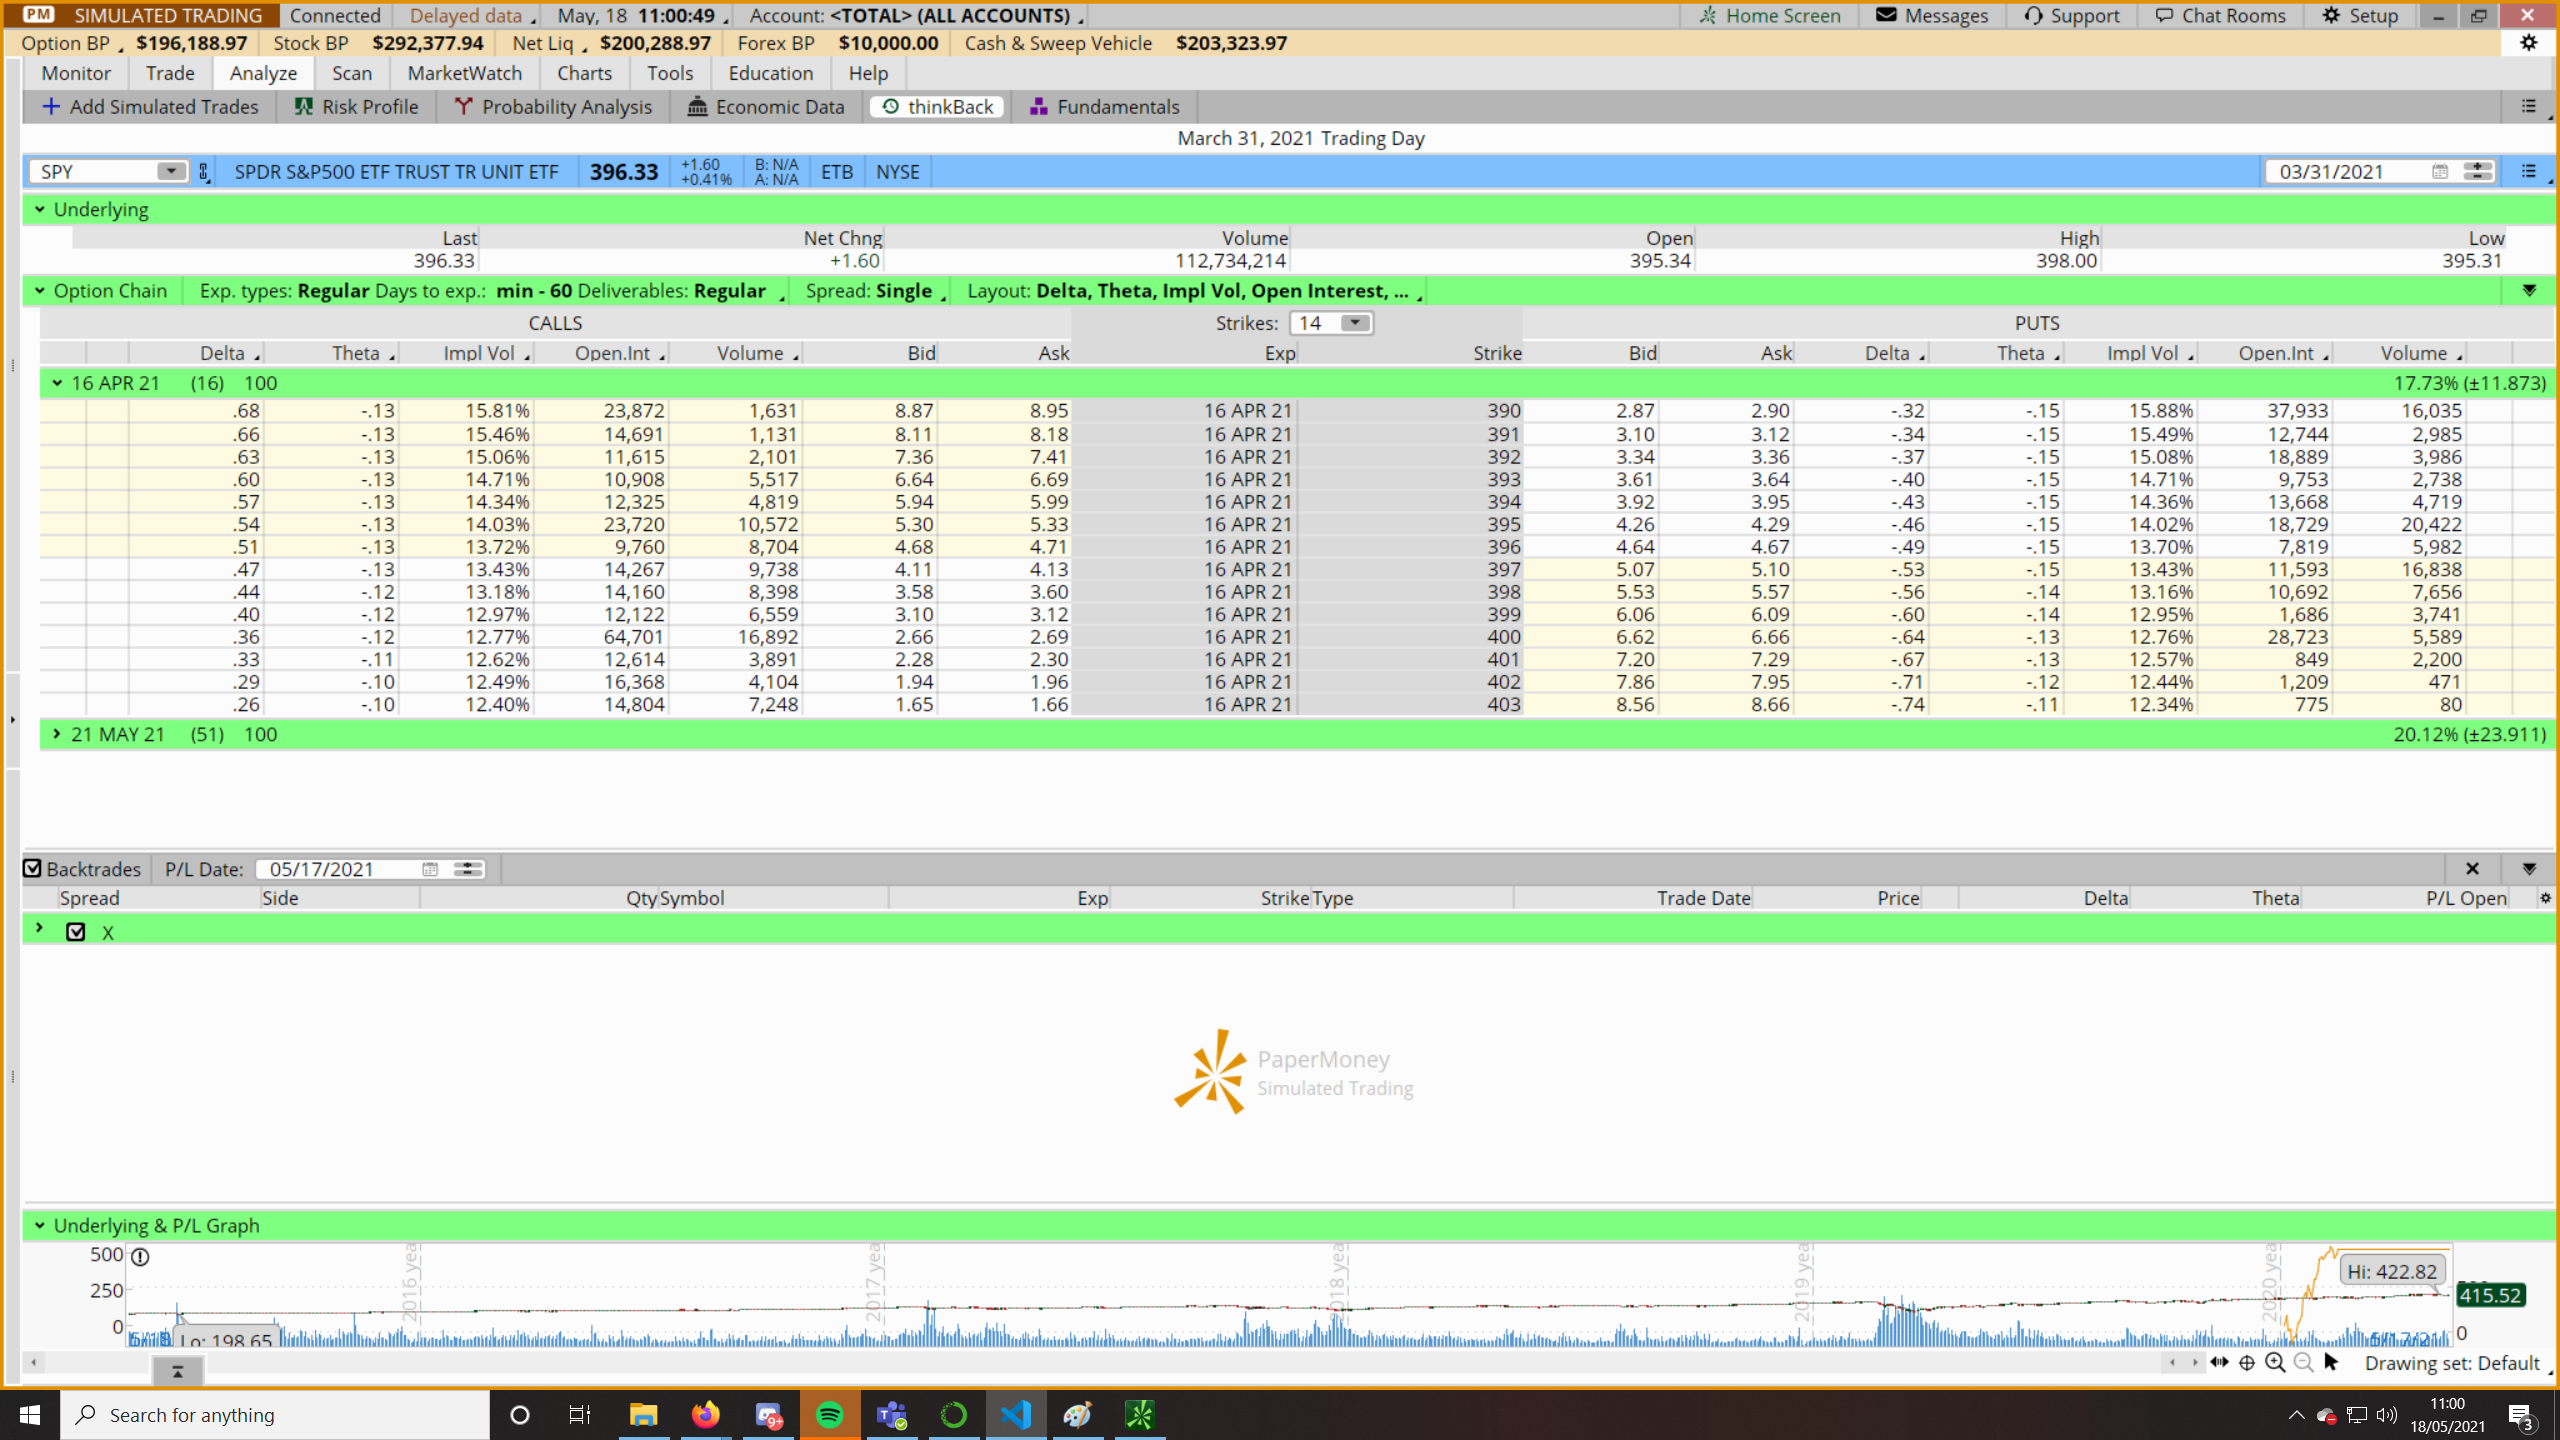 PM SIMULATED TRADING Connected Delayed data May, 18 11:00:49 Account: <TOTAL> (ALL ACCOUNTS) Home Screen Messages Support Chat Rooms Setup
Option BP $196,188.97 Stock BP $292,377.94 Net Liq $200,288.97 Forex BP $10,000.00 Cash & Sweep Vehicle $203,323.97
Monitor Trade Analyze Scan MarketWatch Charts Tools Education Help
Add Simulated Trades Risk Profile Probability Analysis Economic Data thinkBack Fundamentals
March 31, 2021 Trading Day
SPY SPDR S&P500 ETF TRUST TR UNIT ETF 396.33 +1.60 +0.41% B: N/A A: N/A ETB NYSE 03/31/2021
Underlying
Last Net Chng Volume Open High Low
396.33 +1.60 112,734,214 395.34 398.00 395.31
Option Chain Exp. types: Regular Days to exp.: min - 60 Deliverables: Regular Spread: Single Layout: Delta, Theta, Impl Vol, Open Interest, ...
CALLS Strikes: 14 PUTS
Delta Theta Impl Vol Open.Int Volume Bid Ask Exp Strike Bid Ask Delta Theta Impl Vol Open.Int Volume
16 APR 21 (16) 100 17.73% (±11.873)
.68 -.13 15.81% 23,872 1,631 8.87 8.95 16 APR 21 390 2.87 2.90 -.32 -.15 15.88% 37,933 16,035
.66 -.13 15.46% 14,691 1,131 8.11 8.18 16 APR 21 391 3.10 3.12 -.34 -.15 15.49% 12,744 2,985
.63 -.13 15.06% 11,615 2,101 7.36 7.41 16 APR 21 392 3.34 3.36 -.37 -.15 15.08% 18,889 3,986
.60 -.13 14.71% 10,908 5,517 6.64 6.69 16 APR 21 393 3.61 3.64 -.40 -.15 14.71% 9,753 2,738
.57 -.13 14.34% 12,325 4,819 5.94 5.99 16 APR 21 394 3.92 3.95 -.43 -.15 14.36% 13,668 4,719
.54 -.13 14.03% 23,720 10,572 5.30 5.33 16 APR 21 395 4.26 4.29 -.46 -.15 14.02% 18,729 20,422
.51 -.13 13.72% 9,760 8,704 4.68 4.71 16 APR 21 396 4.64 4.67 -.49 -.15 13.70% 7,819 5,982
.47 -.13 13.43% 14,267 9,738 4.11 4.13 16 APR 21 397 5.07 5.10 -.53 -.15 13.43% 11,593 16,838
.44 -.12 13.18% 14,160 8,398 3.58 3.60 16 APR 21 398 5.53 5.57 -.56 -.14 13.16% 10,692 7,656
.40 -.12 12.97% 12,122 6,559 3.10 3.12 16 APR 21 399 6.06 6.09 -.60 -.14 12.95% 1,686 3,741
.36 -.12 12.77% 64,701 16,892 2.66 2.69 16 APR 21 400 6.62 6.66 -.64 -.13 12.76% 28,723 5,589
.33 -.11 12.62% 12,614 3,891 2.28 2.30 16 APR 21 401 7.20 7.29 -.67 -.13 12.57% 849 2,200
.29 -.10 12.49% 16,368 4,104 1.94 1.96 16 APR 21 402 7.86 7.95 -.71 -.12 12.44% 1,209 471
.26 -.10 12.40% 14,804 7,248 1.65 1.66 16 APR 21 403 8.56 8.66 -.74 -.11 12.34% 775 80
21 MAY 21 (51) 100 20.12% (±23.911)
Backtrades P/L Date: 05/17/2021
Spread Side Qty Symbol Exp Strike Type Trade Date Price Delta Theta P/L Open
X
PaperMoney
Simulated Trading
Underlying & P/L Graph
500 2016 yea 2017 yea 2018 yea 2019 yea 2020 yea
Hi: 422.82
250 415.52
0 Lo: 198.65 0
Drawing set: Default
Search for anything 9+ 11:00
18/05/2021 3